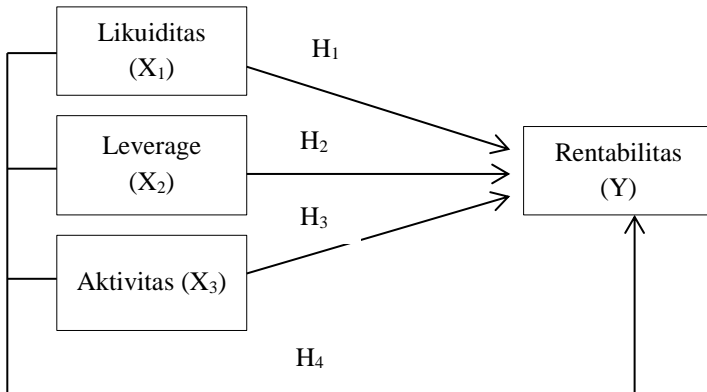 Likuiditas
(X₁)
H₁
Leverage
(X₂)
H₂
Rentabilitas
(Y)
H₃
Aktivitas (X₃)
H₄